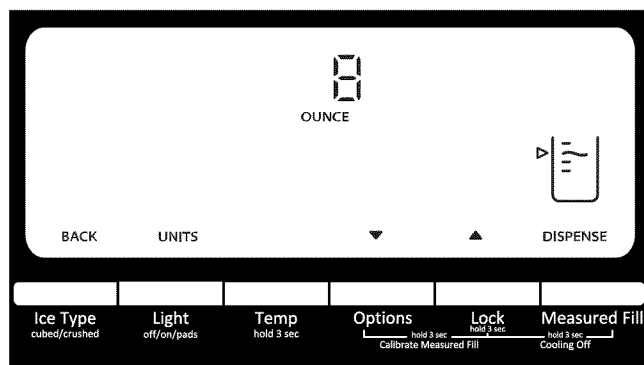 8
OUNCE
BACK UNITS ▼ ▲ DISPENSE
Ice Type Light Temp Options Lock Measured Fill
cubed/crushed off/on/pads hold 3 sec hold 3 sec hold 3 sec hold 3 sec
Calibrate Measured Fill Cooling Off